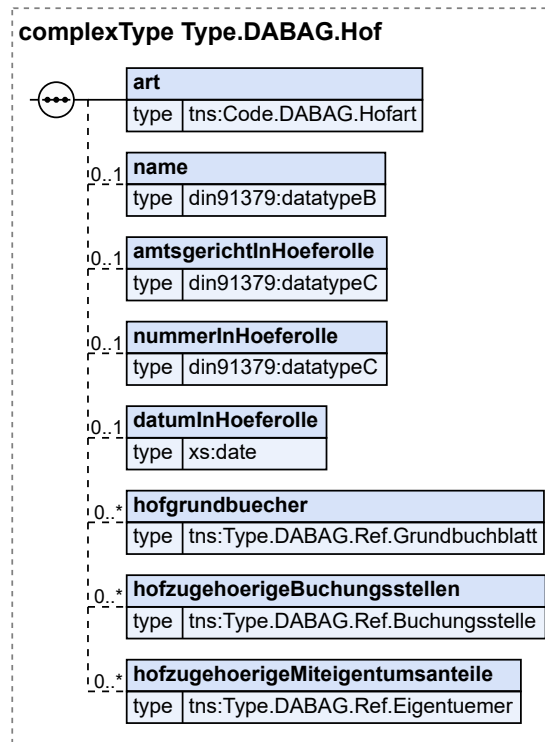 complexType Type.DABAG.Hof
art
type tns:Code.DABAG.Hofart
0..1 name
type din91379:datatypeB
0..1 amtsgerichtInHoeferolle
type din91379:datatypeC
0..1 nummerInHoeferolle
type din91379:datatypeC
0..1 datumInHoeferolle
type xs:date
0..* hofgrundbuecher
type tns:Type.DABAG.Ref.Grundbuchblatt
0..* hofzugehoerigeBuchungsstellen
type tns:Type.DABAG.Ref.Buchungsstelle
0..* hofzugehoerigeMiteigentumsanteile
type tns:Type.DABAG.Ref.Eigentuemer